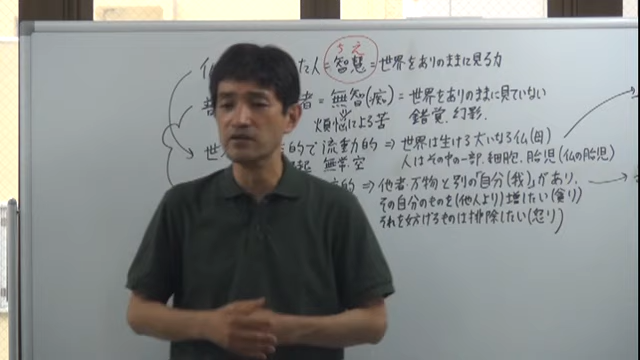 ちえ
た人=智慧=世界をありのままに見る力
者=無智(癡)=世界をありのままに見ていない
煩悩による苦 錯覚、幻影、
的で流動的⇒世界は生ける大いなる仏(母)
無常・空 人はその中の一部、細胞、胎児(仏の胎児)
的⇒他者・万物と別の「自分(我)」があり、
その自分のものを(他人より)増したい(貪り)
それを妨げるものは排除したい(怒り)